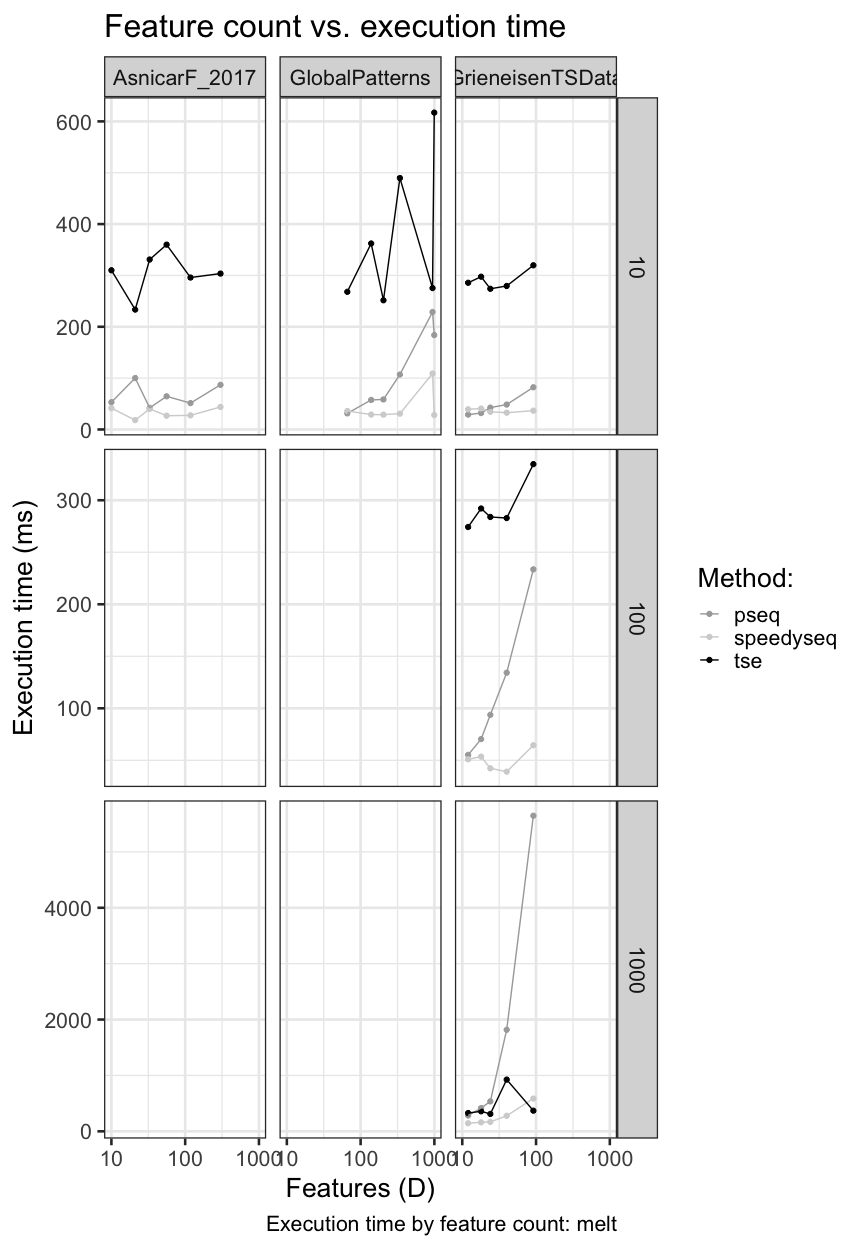 Feature count vs. execution time
AsnicarF_2017
GlobalPatterns
GrieneisenTSData
600
400
200
0
10
300
200
100
100
4000
2000
0
1000
Execution time (ms)
10 100 1000
10 100 1000
10 100 1000
Features (D)
Execution time by feature count: melt
Method:
pseq
speedyseq
tse